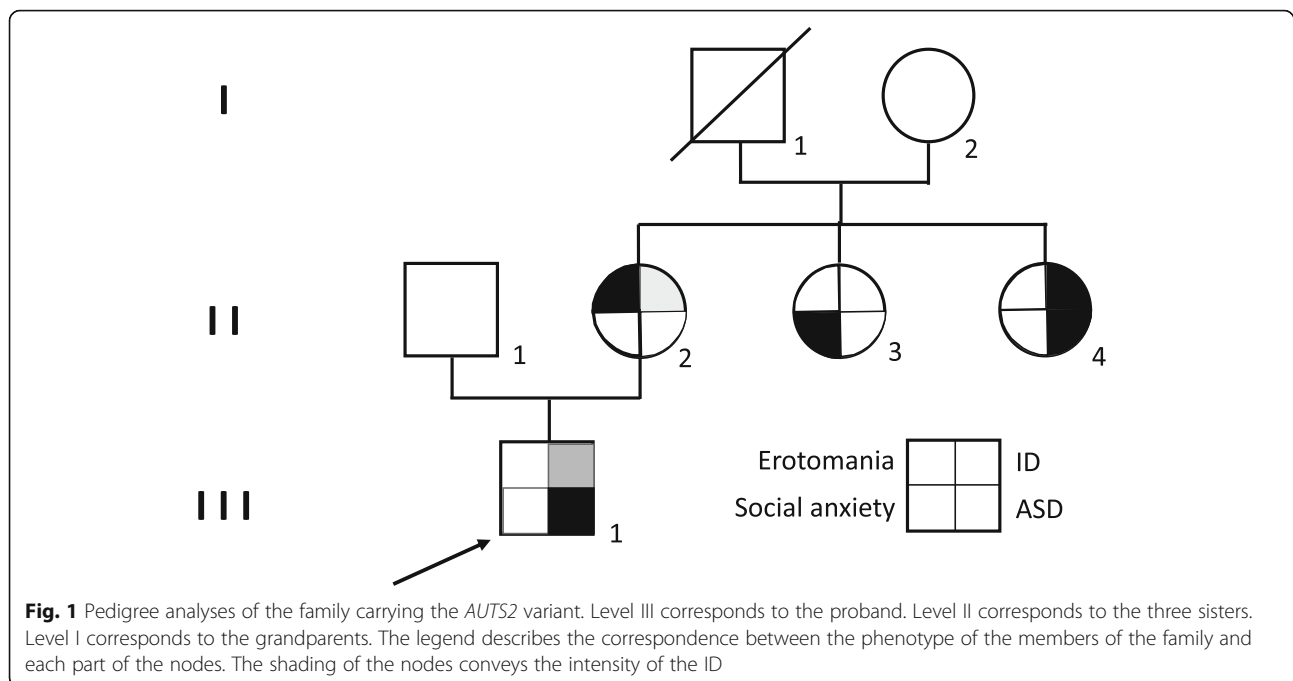 I
1
2
II
1
2
3
4
III
1
Erotomania ID
Social anxiety ASD
Fig. 1 Pedigree analyses of the family carrying the AUTS2 variant. Level III corresponds to the proband. Level II corresponds to the three sisters.
Level I corresponds to the grandparents. The legend describes the correspondence between the phenotype of the members of the family and
each part of the nodes. The shading of the nodes conveys the intensity of the ID